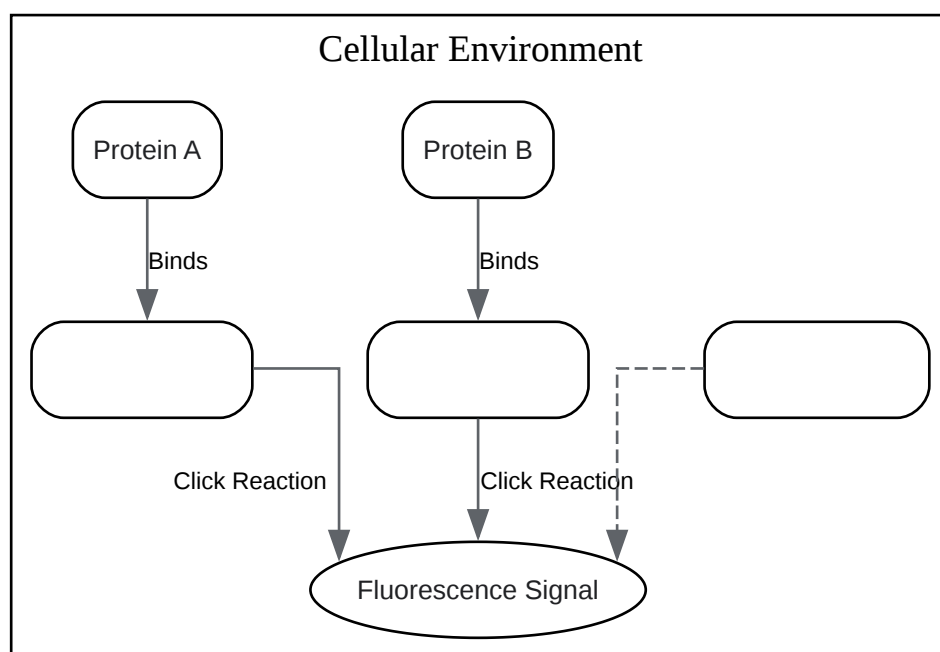 Cellular Environment
Protein A
Protein B
Binds
Binds
Click Reaction
Click Reaction
Fluorescence Signal